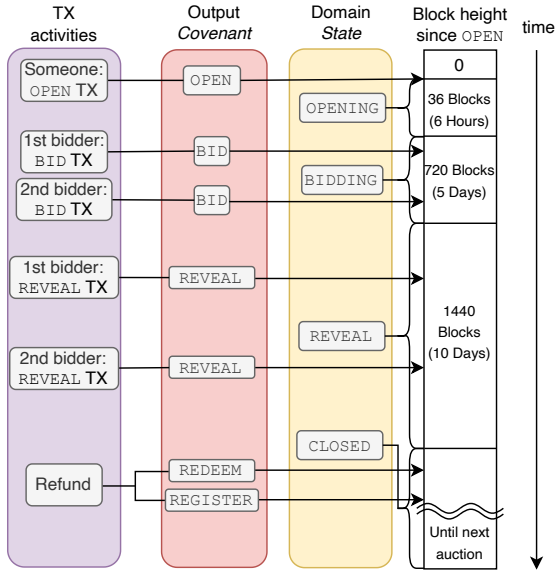 TX
activities
Output
Covenant
Domain
State
Block height
since OPEN
time
Someone:
OPEN TX
OPEN
0
OPENING
36 Blocks
(6 Hours)
1st bidder:
BID TX
BID
BIDDING
720 Blocks
(5 Days)
2nd bidder:
BID TX
BID
1st bidder:
REVEAL TX
REVEAL
1440
Blocks
(10 Days)
REVEAL
2nd bidder:
REVEAL TX
REVEAL
CLOSED
Refund
REDEEM
REGISTER
Until next
auction